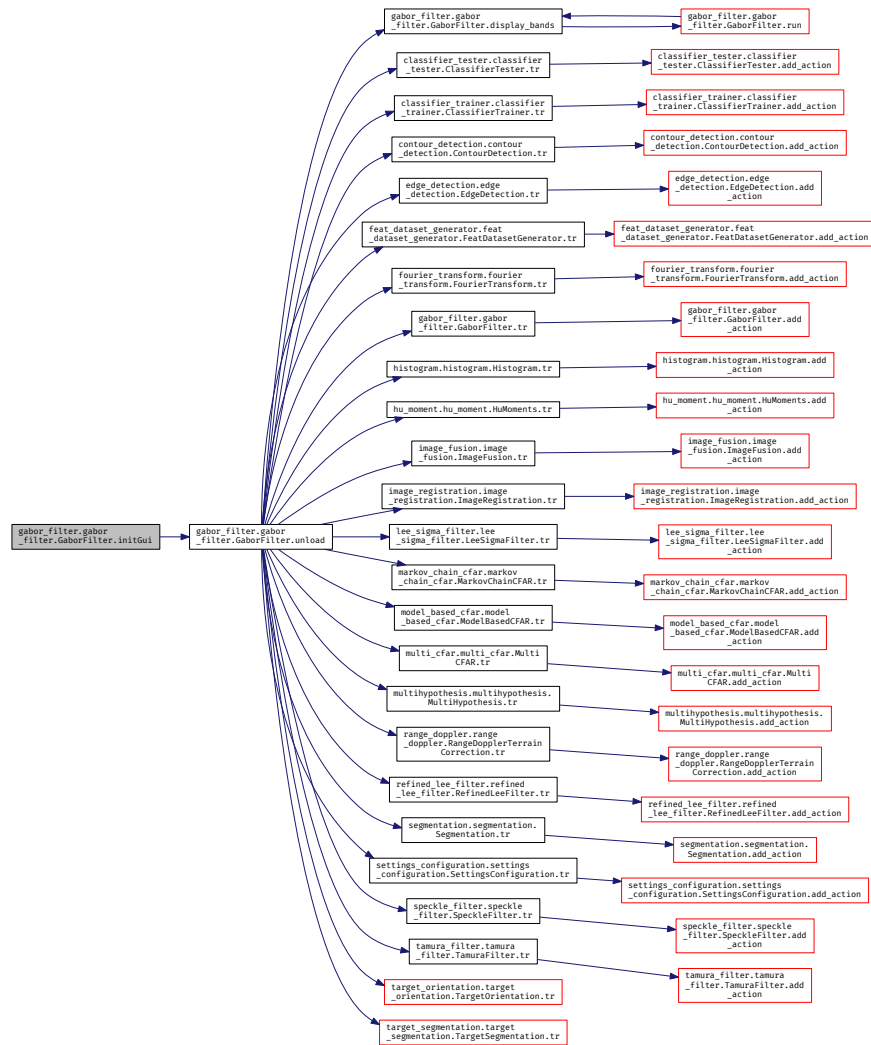 gabor_filter.gabor
_filter.GaborFilter.display_bands
gabor_filter.gabor
_filter.GaborFilter.run
classifier_tester.classifier
_tester.ClassifierTester.tr
classifier_tester.classifier
_tester.ClassifierTester.add_action
classifier_trainer.classifier
_trainer.ClassifierTrainer.tr
classifier_trainer.classifier
_trainer.ClassifierTrainer.add_action
contour_detection.contour
_detection.ContourDetection.tr
contour_detection.contour
_detection.ContourDetection.add_action
edge_detection.edge
_detection.EdgeDetection.tr
edge_detection.edge
_detection.EdgeDetection.add
_action
feat_dataset_generator.feat
_dataset_generator.FeatDatasetGenerator.tr
feat_dataset_generator.feat
_dataset_generator.FeatDatasetGenerator.add_action
fourier_transform.fourier
_transform.FourierTransform.tr
fourier_transform.fourier
_transform.FourierTransform.add_action
gabor_filter.gabor
_filter.GaborFilter.tr
gabor_filter.gabor
_filter.GaborFilter.add
_action
histogram.histogram.Histogram.tr
histogram.histogram.Histogram.add
_action
hu_moment.hu_moment.HuMoments.tr
hu_moment.hu_moment.HuMoments.add
_action
image_fusion.image
_fusion.ImageFusion.tr
image_fusion.image
_fusion.ImageFusion.add
_action
image_registration.image
_registration.ImageRegistration.tr
image_registration.image
_registration.ImageRegistration.add_action
gabor_filter.gabor
_filter.GaborFilter.initGui
gabor_filter.gabor
_filter.GaborFilter.unload
lee_sigma_filter.lee
_sigma_filter.LeeSigmaFilter.tr
lee_sigma_filter.lee
_sigma_filter.LeeSigmaFilter.add
_action
markov_chain_cfar.markov
_chain_cfar.MarkovChainCFAR.tr
markov_chain_cfar.markov
_chain_cfar.MarkovChainCFAR.add_action
model_based_cfar.model
_based_cfar.ModelBasedCFAR.tr
model_based_cfar.model
_based_cfar.ModelBasedCFAR.add
_action
multi_cfar.multi_cfar.Multi
CFAR.tr
multi_cfar.multi_cfar.Multi
CFAR.add_action
multihypothesis.multihypothesis.
MultiHypothesis.tr
multihypothesis.multihypothesis.
MultiHypothesis.add_action
range_doppler.range
_doppler.RangeDopplerTerrain
Correction.tr
range_doppler.range
_doppler.RangeDopplerTerrain
Correction.add_action
refined_lee_filter.refined
_lee_filter.RefinedLeeFilter.tr
refined_lee_filter.refined
_lee_filter.RefinedLeeFilter.add_action
segmentation.segmentation.
Segmentation.tr
segmentation.segmentation.
Segmentation.add_action
settings_configuration.settings
_configuration.SettingsConfiguration.tr
settings_configuration.settings
_configuration.SettingsConfiguration.add_action
speckle_filter.speckle
_filter.SpeckleFilter.tr
speckle_filter.speckle
_filter.SpeckleFilter.add
_action
tamura_filter.tamura
_filter.TamuraFilter.tr
tamura_filter.tamura
_filter.TamuraFilter.add
_action
target_orientation.target
_orientation.TargetOrientation.tr
target_segmentation.target
_segmentation.TargetSegmentation.tr